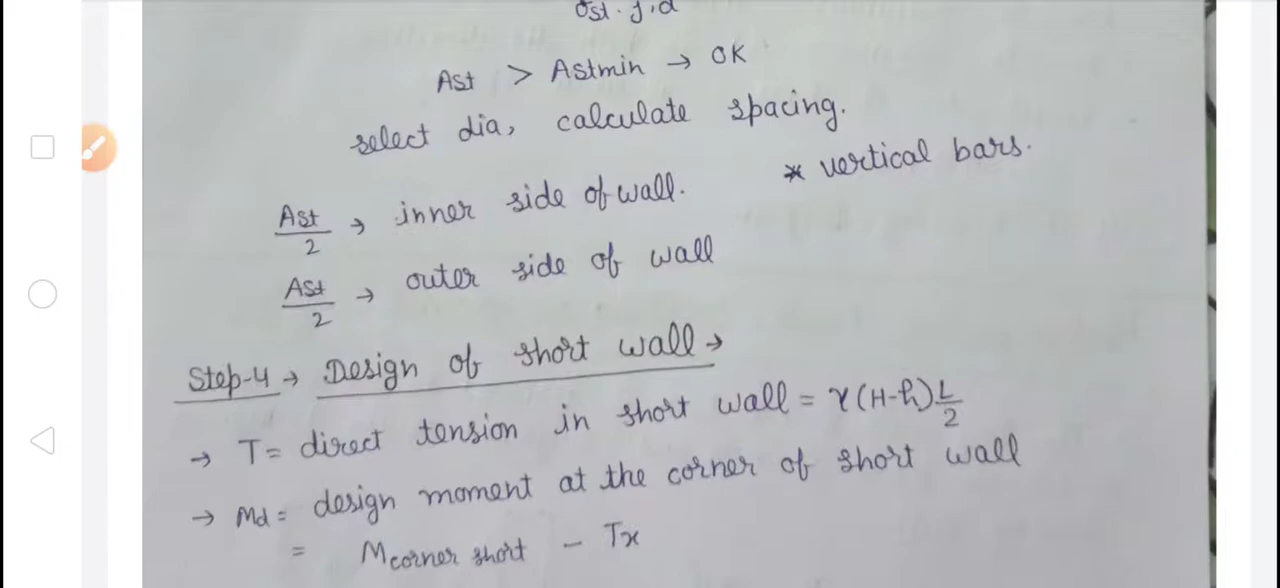 σst. j.d
Ast > Astmin → OK
select dia, calculate spacing.
* vertical bars.
Ast/2 → inner side of wall.
Ast/2 → outer side of wall
Step-4 → Design of short wall →
→ T = direct tension in short wall = γ(H-h)L/2
→ Md = design moment at the corner of short wall
= Mcorner short - Tx